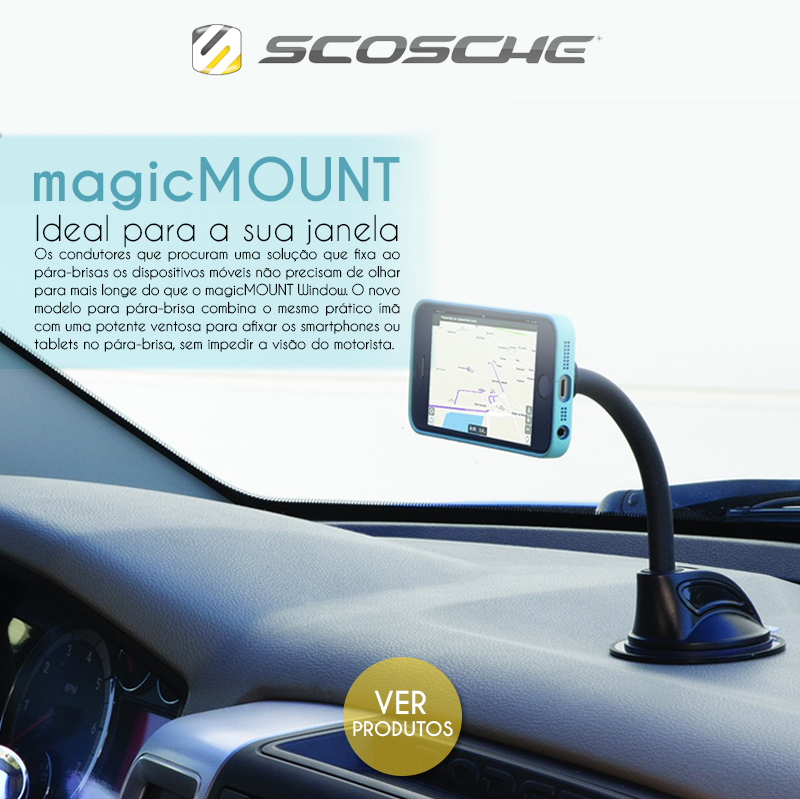 SCOSCHE
magicMOUNT
Ideal para a sua janela
Os condutores que procuram uma solução que fixa ao
pára-brisas os dispositivos móveis não precisam de olhar
para mais longe do que o magicMOUNT Window. O novo
modelo para pára-brisa combina o mesmo prático ímã
com uma potente ventosa para afixar os smartphones ou
tablets no pára-brisa, sem impedir a visão do motorista.
RPM
VER
PRODUTOS